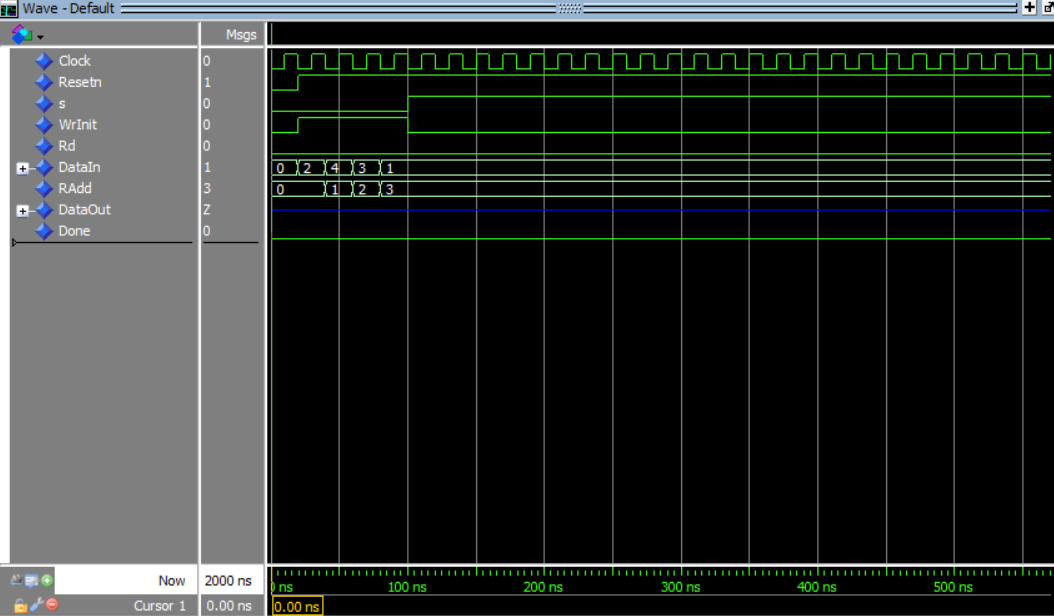 Wave - Default
Msgs
Clock 0
Resetn 1
s 0
WrInit 0
Rd 0
DataIn 1 0 2 4 3 1
RAdd 3 0 1 2 3
DataOut Z
Done 0
Now 2000 ns 0 ns 100 ns 200 ns 300 ns 400 ns 500 ns
Cursor 1 0.00 ns 0.00 ns